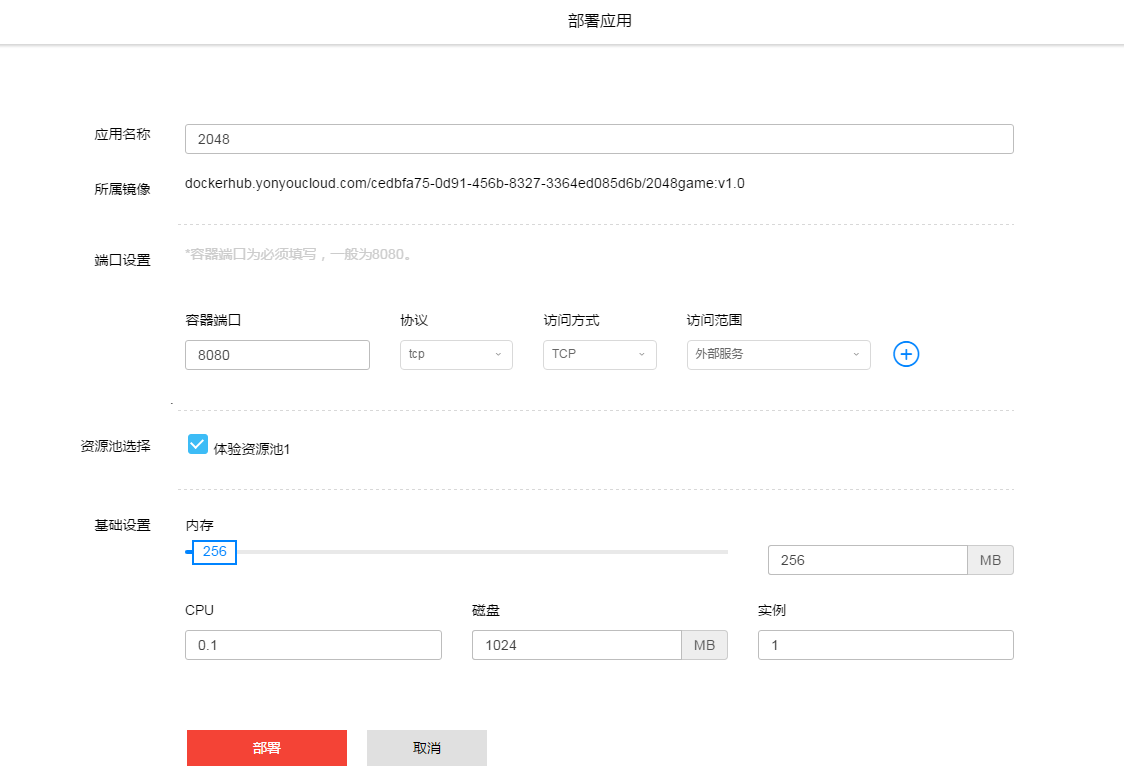 部署应用
应用名称
2048
所属镜像
dockerhub.yonyoucloud.com/cedbfa75-0d91-456b-8327-3364ed085d6b/2048game:v1.0
端口设置
*容器端口为必须填写，一般为8080。
容器端口 协议 访问方式 访问范围
8080 tcp TCP 外部服务
资源池选择
体验资源池1
基础设置
内存
256
256 MB
CPU 磁盘 实例
0.1 1024 MB 1
部署 取消